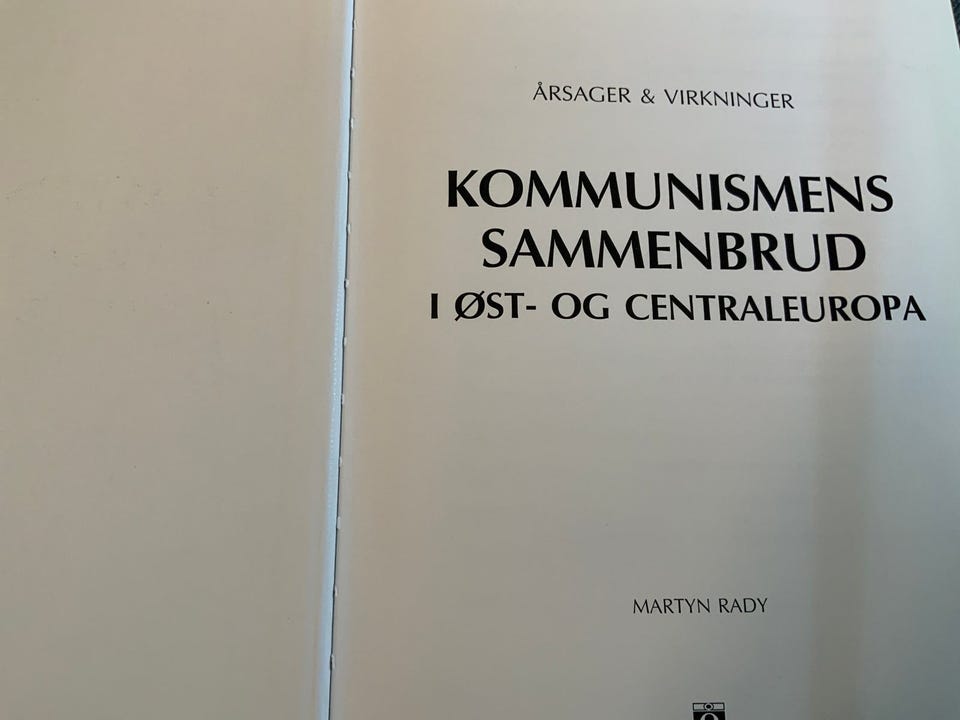 ÅRSAGER & VIRKNINGER
KOMMUNISMENS
SAMMENBRUD
I ØST- OG CENTRALEUROPA
MARTYN RADY